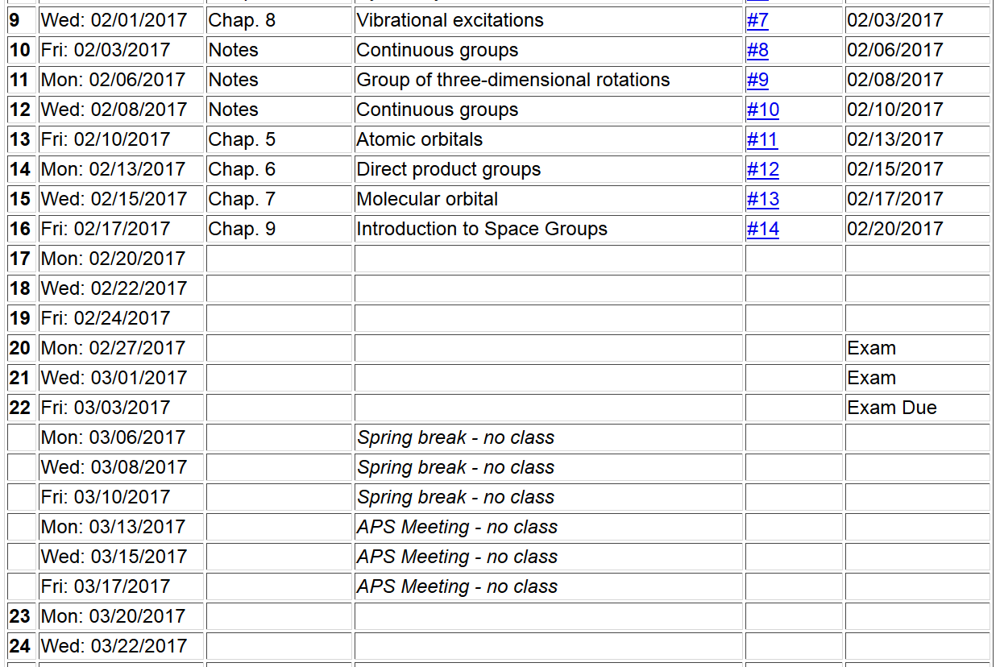 9 Wed: 02/01/2017 Chap. 8 Vibrational excitations #7 02/03/2017
10 Fri: 02/03/2017 Notes Continuous groups #8 02/06/2017
11 Mon: 02/06/2017 Notes Group of three-dimensional rotations #9 02/08/2017
12 Wed: 02/08/2017 Notes Continuous groups #10 02/10/2017
13 Fri: 02/10/2017 Chap. 5 Atomic orbitals #11 02/13/2017
14 Mon: 02/13/2017 Chap. 6 Direct product groups #12 02/15/2017
15 Wed: 02/15/2017 Chap. 7 Molecular orbital #13 02/17/2017
16 Fri: 02/17/2017 Chap. 9 Introduction to Space Groups #14 02/20/2017
17 Mon: 02/20/2017
18 Wed: 02/22/2017
19 Fri: 02/24/2017
20 Mon: 02/27/2017 Exam
21 Wed: 03/01/2017 Exam
22 Fri: 03/03/2017 Exam Due
Mon: 03/06/2017 Spring break - no class
Wed: 03/08/2017 Spring break - no class
Fri: 03/10/2017 Spring break - no class
Mon: 03/13/2017 APS Meeting - no class
Wed: 03/15/2017 APS Meeting - no class
Fri: 03/17/2017 APS Meeting - no class
23 Mon: 03/20/2017
24 Wed: 03/22/2017